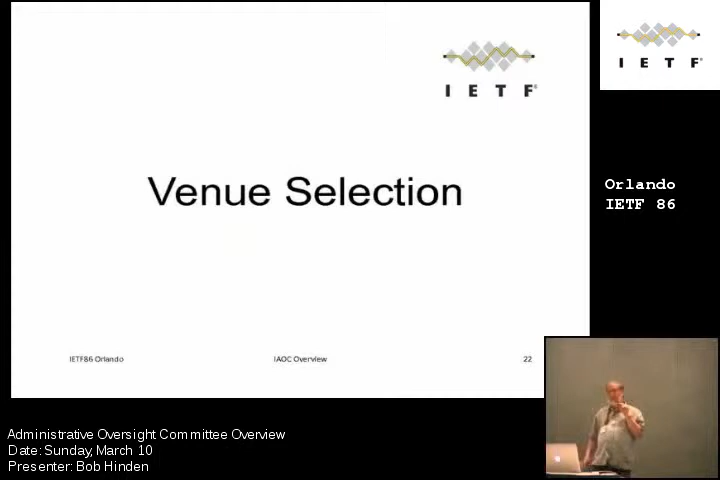 IETF®
IETF®
Venue Selection
Orlando
IETF 86
IETF86 Orlando
IAOC Overview
22
Administrative Oversight Committee Overview
Date: Sunday, March 10
Presenter: Bob Hinden